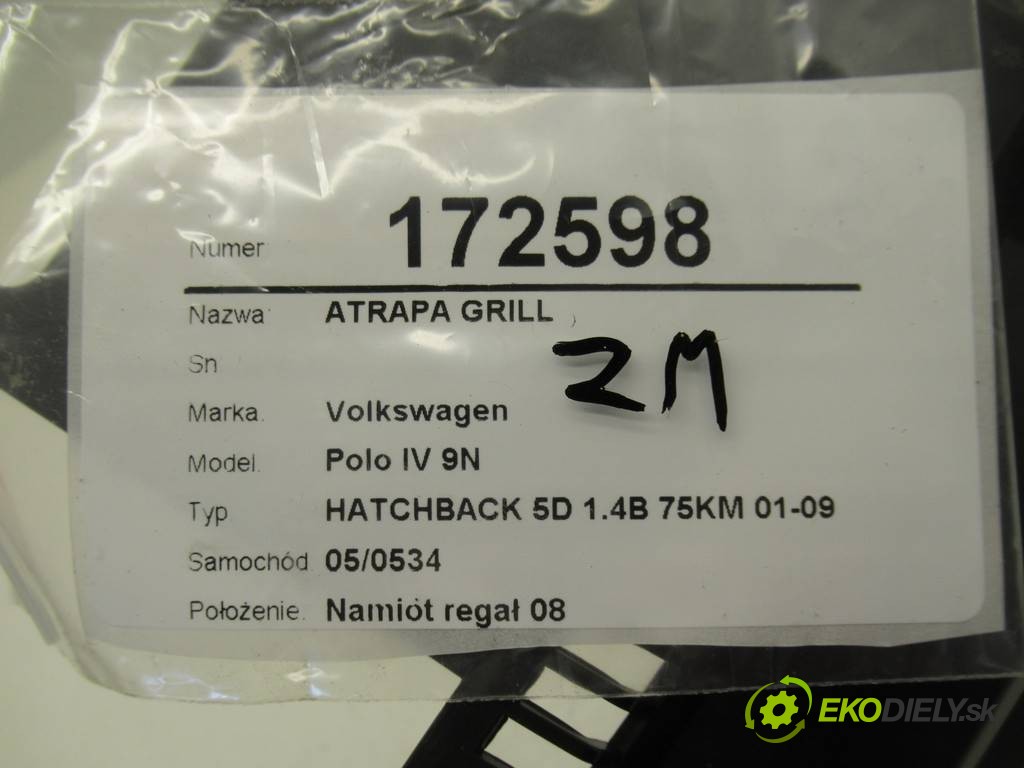 Numer 172598
Nazwa ATRAPA GRILL
Sn
ZM
Marka. Volkswagen
Model. Polo IV 9N
Typ HATCHBACK 5D 1.4B 75KM 01-09
Samochód 05/0534
Położenie. Namiot regał 08
EKODIELY.sk